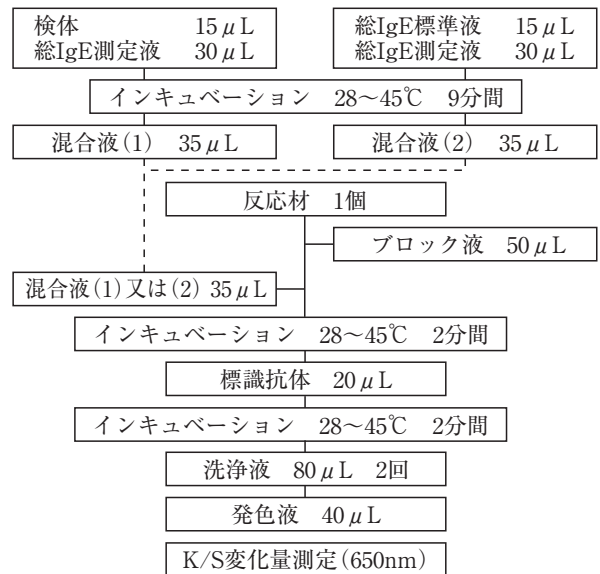 検体 15μL
総IgE測定液 30μL
総IgE標準液 15μL
総IgE測定液 30μL
インキュベーション 28～45℃ 9分間
混合液(1) 35μL
混合液(2) 35μL
反応材 1個
ブロック液 50μL
混合液(1)又は(2) 35μL
インキュベーション 28～45℃ 2分間
標識抗体 20μL
インキュベーション 28～45℃ 2分間
洗浄液 80μL 2回
発色液 40μL
K/S変化量測定(650nm)